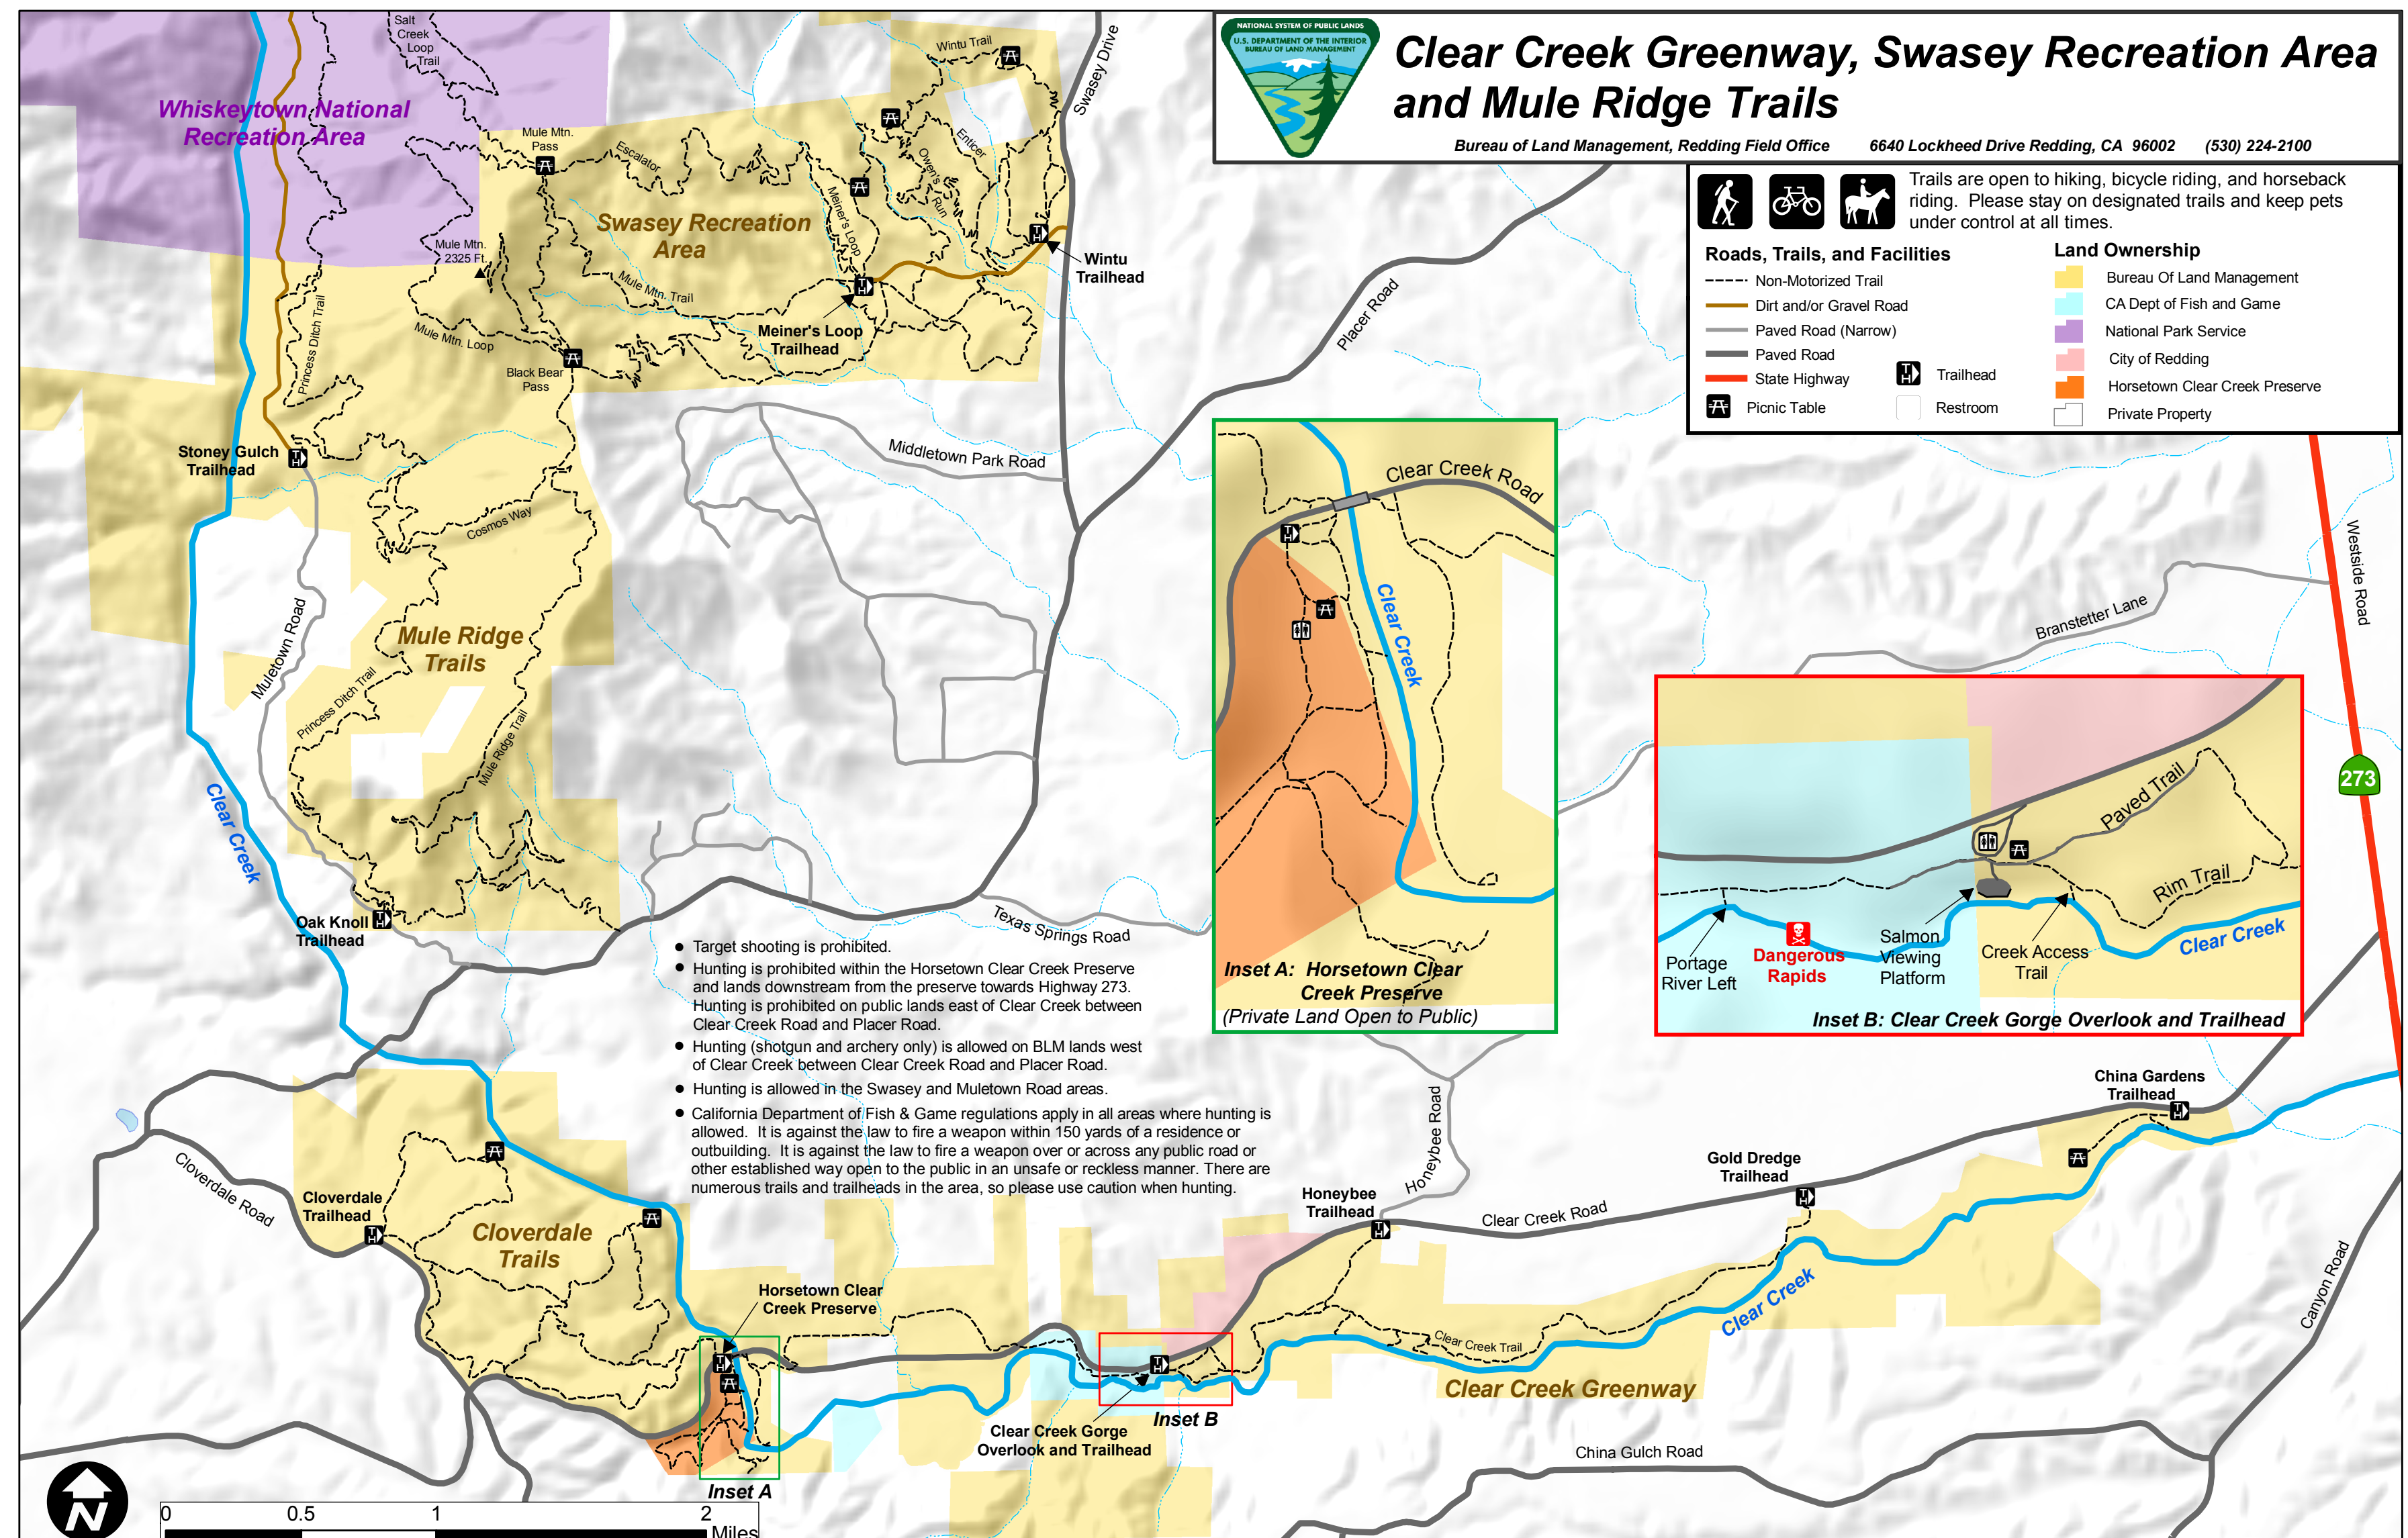 NATIONAL SYSTEM OF PUBLIC LANDS
U.S. DEPARTMENT OF THE INTERIOR
BUREAU OF LAND MANAGEMENT
Clear Creek Greenway, Swasey Recreation Area
and Mule Ridge Trails
Bureau of Land Management, Redding Field Office 6640 Lockheed Drive Redding, CA 96002 (530) 224-2100
Trails are open to hiking, bicycle riding, and horseback
riding. Please stay on designated trails and keep pets
under control at all times.
Roads, Trails, and Facilities
Non-Motorized Trail
Dirt and/or Gravel Road
Paved Road (Narrow)
Paved Road
State Highway
Picnic Table
TH
Trailhead
Restroom
Land Ownership
Bureau Of Land Management
CA Dept of Fish and Game
National Park Service
City of Redding
Horsetown Clear Creek Preserve
Private Property
Salt
Creek
Loop
Trail
Whiskeytown National
Recreation Area
Wintu Trail
Swasey Drive
Mule Mtn.
Pass
Escalator
Enticer
Owen's
Run
Meiner's Loop
Swasey Recreation
Area
Mule Mtn.
2325 Ft.
TH
Wintu
Trailhead
Mule Mtn. Trail
TH
Meiner's Loop
Trailhead
Princess Ditch Trail
Mule Mtn. Loop
Black Bear
Pass
Placer Road
Stoney Gulch
Trailhead
TH
Middletown Park Road
Cosmos Way
Muletown Road
Mule Ridge
Trails
Princess Ditch Trail
Mule Ridge Trail
Clear Creek
Oak Knoll
Trailhead
TH
Texas Springs Road
Clear Creek Road
TH
Clear Creek
Inset A: Horsetown Clear
Creek Preserve
(Private Land Open to Public)
Westside Road
Branstetter Lane
273
Paved Trail
Rim Trail
Portage
River Left
Dangerous
Rapids
Salmon
Viewing
Platform
Creek Access
Trail
Clear Creek
Inset B: Clear Creek Gorge Overlook and Trailhead
Target shooting is prohibited.
Hunting is prohibited within the Horsetown Clear Creek Preserve
and lands downstream from the preserve towards Highway 273.
Hunting is prohibited on public lands east of Clear Creek between
Clear Creek Road and Placer Road.
Hunting (shotgun and archery only) is allowed on BLM lands west
of Clear Creek between Clear Creek Road and Placer Road.
Hunting is allowed in the Swasey and Muletown Road areas.
California Department of Fish & Game regulations apply in all areas where hunting is
allowed. It is against the law to fire a weapon within 150 yards of a residence or
outbuilding. It is against the law to fire a weapon over or across any public road or
other established way open to the public in an unsafe or reckless manner. There are
numerous trails and trailheads in the area, so please use caution when hunting.
China Gardens
Trailhead
TH
Cloverdale Road
Cloverdale
Trailhead
TH
Cloverdale
Trails
Honeybee Road
Honeybee
Trailhead
TH
Gold Dredge
Trailhead
TH
Clear Creek Road
Canyon Road
Horsetown Clear
Creek Preserve
TH
Clear Creek
Clear Creek Trail
TH
Clear Creek Greenway
Inset B
Clear Creek Gorge
Overlook and Trailhead
China Gulch Road
Inset A
N
0 0.5 1 2
Miles